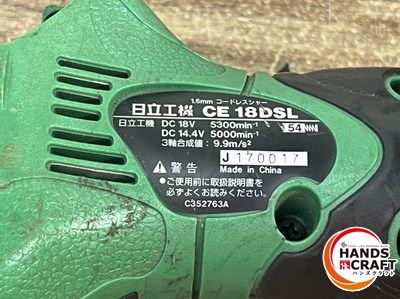 1.6mm コードレスシャー
日立工機 CE 18DSL
日立工機 DC 18V 5300min⁻¹
DC 14.4V 5000min⁻¹
54
3軸合成値: 9.9m/s²
J170017
警告 Made in China
●ご使用前に取扱説明書を
必ずよくお読みください。
C352763A
HANDS
CRAFT
ハンズクラフト